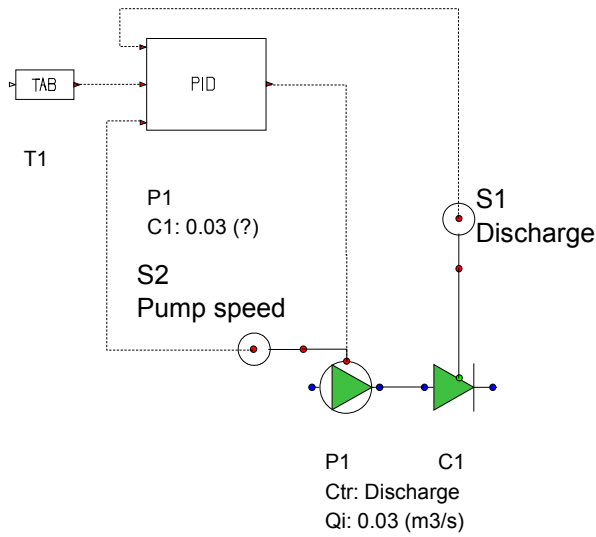 TAB
PID
T1
P1
C1: 0.03 (?)
S1
Discharge
S2
Pump speed
P1
C1
Ctr: Discharge
Qi: 0.03 (m3/s)